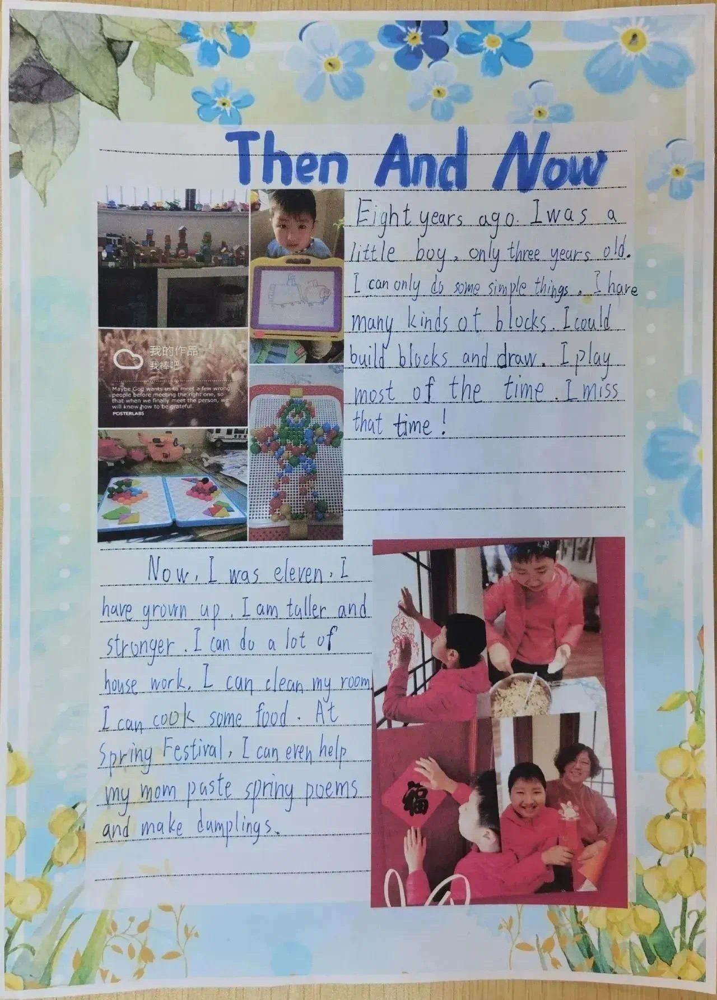 Then And Now
Eight years ago. I was a
little boy, only three years old.
I can only do some simple things. I have
many kinds of blocks. I could
build blocks and draw. I play
most of the time. I miss
that time!
我的作品
我棒吧
Maybe God wants us to meet a few wrong
people before meeting the right one, so
that when we finally meet the person, we
will know how to be grateful.
POSTERLABS
Now, I was eleven, I
have grown up. I am taller and
stronger. I can do a lot of
house work. I can clean my room
I can cook some food. At
Spring Festival, I can even help
my mom paste spring poems
and make dumplings.
大
福